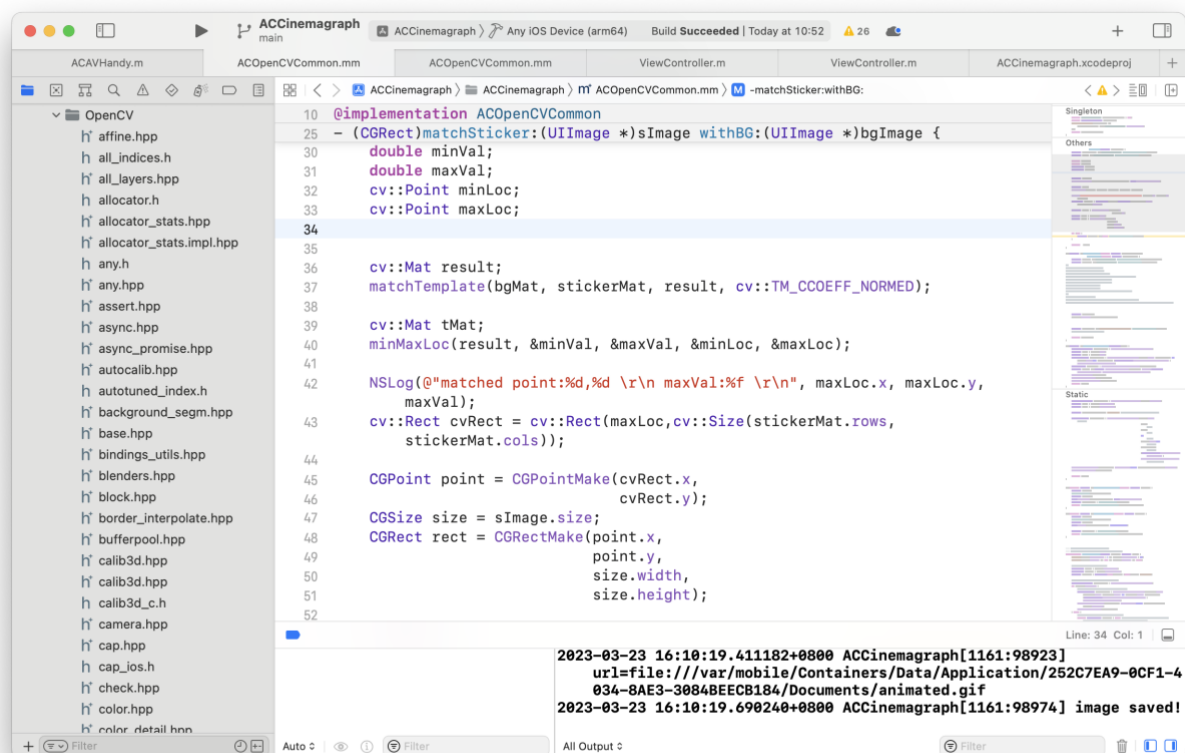 ACCinemagraph
main
ACCinemagraph 〉 Any iOS Device (arm64)
Build Succeeded | Today at 10:52
26
ACAVHandy.m
ACOpenCVCommon.mm
ACOpenCVCommon.mm
ViewController.m
ViewController.m
ACCinemagraph.xcodeproj
ACCinemagraph 〉 ACCinemagraph 〉 m ACOpenCVCommon.mm 〉 M -matchSticker:withBG:
OpenCV
h affine.hpp
h all_indices.h
h all_layers.hpp
h allocator.h
h allocator_stats.hpp
h allocator_stats.impl.hpp
h any.h
h any.hpp
h assert.hpp
h async.hpp
h async_promise.hpp
h autocalib.hpp
h autotuned_index.h
h background_segm.hpp
h base.hpp
h bindings_utils.hpp
h blenders.hpp
h block.hpp
h border_interpolate.hpp
h bufferpool.hpp
h calib3d.hpp
h calib3d.hpp
h calib3d_c.h
h camera.hpp
h cap.hpp
h cap_ios.h
h check.hpp
h color.hpp
h color_detail.hpp
Filter
10 @implementation ACOpenCVCommon
25 - (CGRect)matchSticker:(UIImage *)sImage withBG:(UIImage *)bgImage {
30 double minVal;
31 double maxVal;
32 cv::Point minLoc;
33 cv::Point maxLoc;
34
35
36 cv::Mat result;
37 matchTemplate(bgMat, stickerMat, result, cv::TM_CCOEFF_NORMED);
38
39 cv::Mat tMat;
40 minMaxLoc(result, &minVal, &maxVal, &minLoc, &maxLoc);
41
42 NSLog(@"matched point:%d,%d \r\n maxVal:%f \r\n", maxLoc.x, maxLoc.y,
maxVal);
43 cv::Rect cvRect = cv::Rect(maxLoc,cv::Size(stickerMat.rows,
stickerMat.cols));
44
45 CGPoint point = CGPointMake(cvRect.x,
46 cvRect.y);
47 CGSize size = sImage.size;
48 CGRect rect = CGRectMake(point.x,
49 point.y,
50 size.width,
51 size.height);
52
Singleton
Others
Static
Line: 34 Col: 1
2023-03-23 16:10:19.411182+0800 ACCinemagraph[1161:98923]
url=file:///var/mobile/Containers/Data/Application/252C7EA9-0CF1-4
034-8AE3-3084BEECB184/Documents/animated.gif
2023-03-23 16:10:19.690240+0800 ACCinemagraph[1161:98974] image saved!
Auto
Filter
All Output
Filter